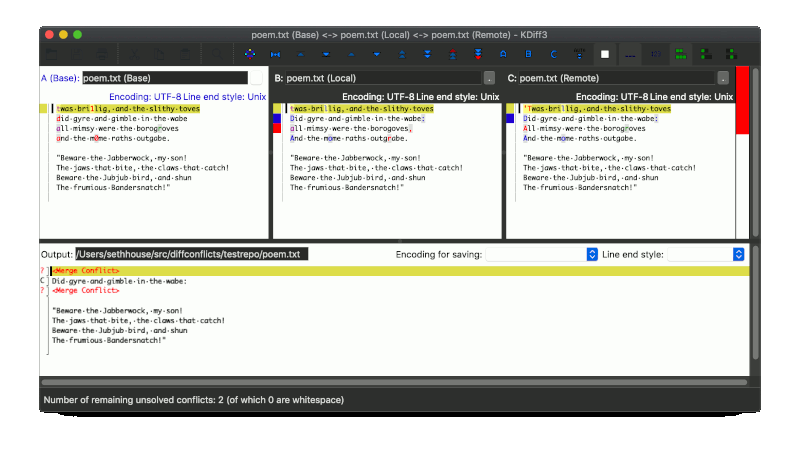 poem.txt (Base) <-> poem.txt (Local) <-> poem.txt (Remote) - KDiff3
A (Base): poem.txt (Base)
Encoding: UTF-8 Line end style: Unix
twas·bri1lig,·and·the·slithy·toves
did·gyre·and·gimble·in·the·wabe
all·mimsy·were·the·borogroves
and·the·m0me·raths·outgabe.
"Beware·the·Jabberwock,·my·son!
The·jaws·that·bite,·the·claws·that·catch!
Beware·the·Jubjub·bird,·and·shun
The·frumious·Bandersnatch!"
B: poem.txt (Local)
Encoding: UTF-8 Line end style: Unix
twas·brillig,·and·the·slithy·toves
Did·gyre·and·gimble·in·the·wabe:
all·mimsy·were·the·borogoves,
And·the·mome·raths·outgrabe.
"Beware·the·Jabberwock,·my·son!
The·jaws·that·bite,·the·claws·that·catch!
Beware·the·Jubjub·bird,·and·shun
The·frumious·Bandersnatch!"
C: poem.txt (Remote)
Encoding: UTF-8 Line end style: Unix
'Twas·brillig,·and·the·slithy·toves
Did·gyre·and·gimble·in·the·wabe:
All·mimsy·were·the·borogroves
And·the·mome·raths·outgabe.
"Beware·the·Jabberwock,·my·son!
The·jaws·that·bite,·the·claws·that·catch!
Beware·the·Jubjub·bird,·and·shun
The·frumious·Bandersnatch!"
Output: /Users/sethhouse/src/diffconflicts/testrepo/poem.txt Encoding for saving: Line end style:
? <Merge Conflict>
C Did·gyre·and·gimble·in·the·wabe:
? <Merge Conflict>
"Beware·the·Jabberwock,·my·son!
The·jaws·that·bite,·the·claws·that·catch!
Beware·the·Jubjub·bird,·and·shun
The·frumious·Bandersnatch!"
Number of remaining unsolved conflicts: 2 (of which 0 are whitespace)